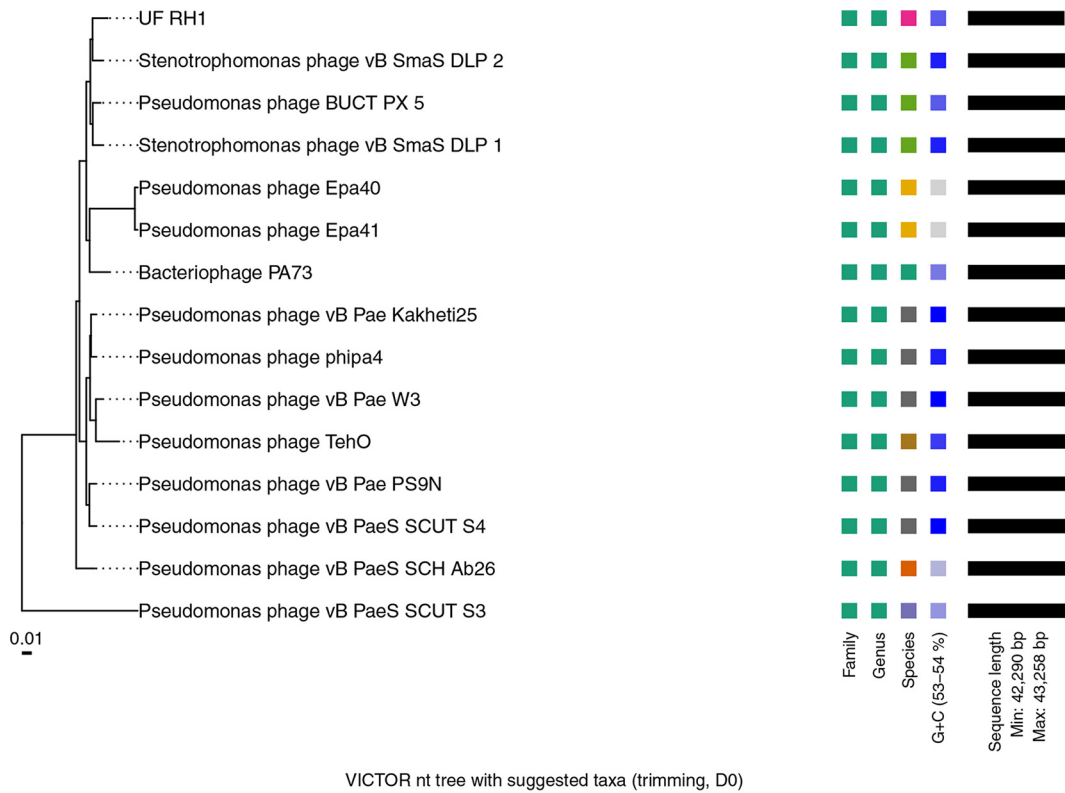 UF RH1
Stenotrophomonas phage vB SmaS DLP 2
Pseudomonas phage BUCT PX 5
Stenotrophomonas phage vB SmaS DLP 1
Pseudomonas phage Epa40
Pseudomonas phage Epa41
Bacteriophage PA73
Pseudomonas phage vB Pae Kakheti25
Pseudomonas phage phipa4
Pseudomonas phage vB Pae W3
Pseudomonas phage TehO
Pseudomonas phage vB Pae PS9N
Pseudomonas phage vB PaeS SCUT S4
Pseudomonas phage vB PaeS SCH Ab26
Pseudomonas phage vB PaeS SCUT S3
0.01
Family
Genus
Species
G+C (53–54 %)
Sequence length
Min: 42,290 bp
Max: 43,258 bp
VICTOR nt tree with suggested taxa (trimming, D0)